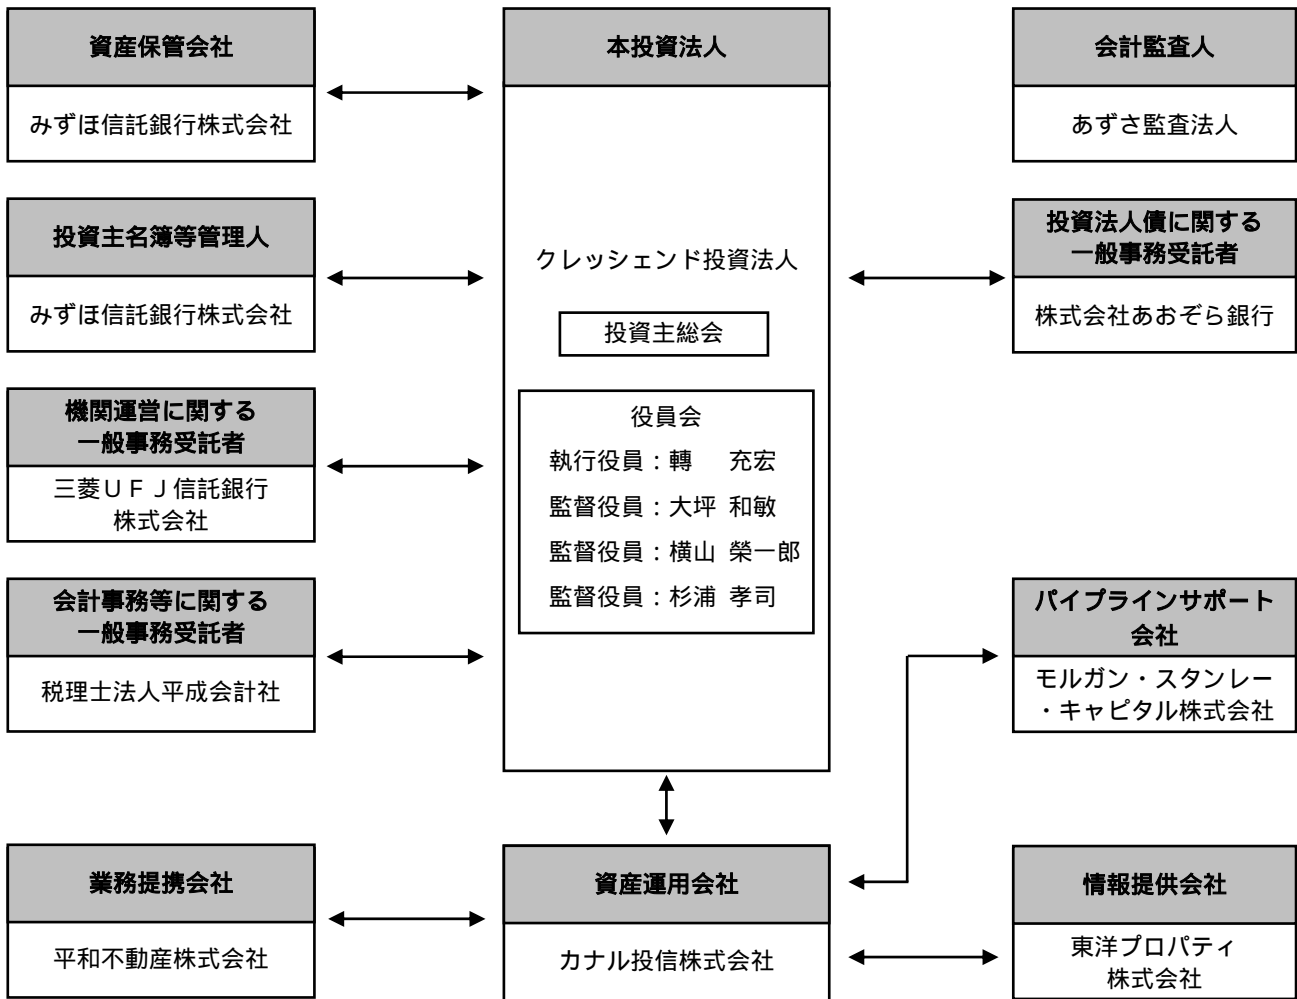 資産保管会社
みずほ信託銀行株式会社
投資主名簿等管理人
みずほ信託銀行株式会社
機関運営に関する
一般事務受託者
三菱ＵＦＪ信託銀行
株式会社
会計事務等に関する
一般事務受託者
税理士法人平成会計社
業務提携会社
平和不動産株式会社
本投資法人
クレッシェンド投資法人
投資主総会
役員会
執行役員：轉　充宏
監督役員：大坪 和敏
監督役員：横山 榮一郎
監督役員：杉浦 孝司
資産運用会社
カナル投信株式会社
会計監査人
あずさ監査法人
投資法人債に関する
一般事務受託者
株式会社あおぞら銀行
パイプラインサポート
会社
モルガン・スタンレー
・キャピタル株式会社
情報提供会社
東洋プロパティ
株式会社